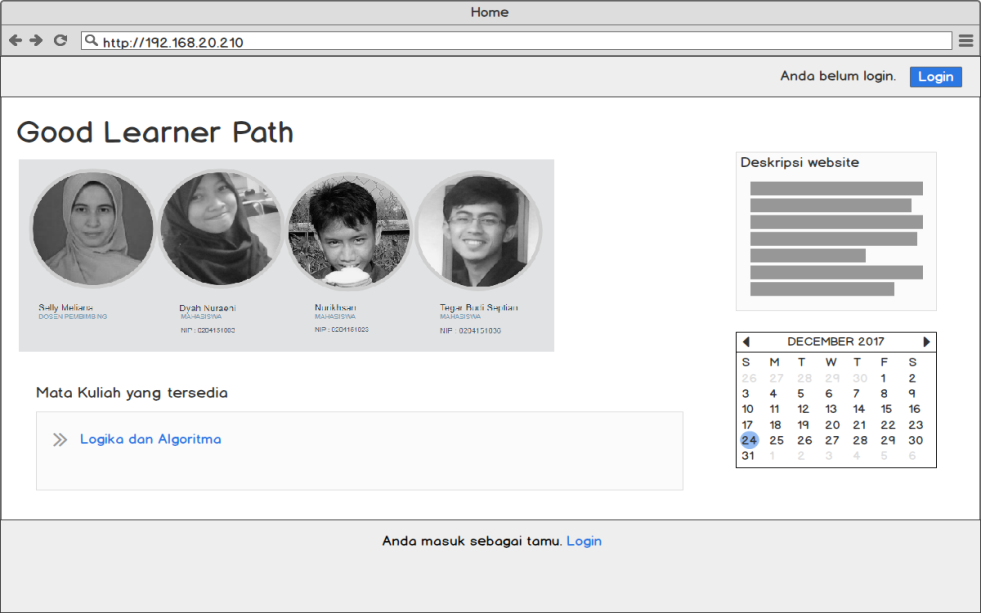 Home
http://192.168.20.210
Anda belum login. Login
Good Learner Path
Selly Meliana
DOSEN PEMBIMBING
Dyah Nuraeni
MAHASISWA
NIP : 0204151003
Nurikhsan
MAHASISWA
NIP : 0204151023
Tegar Budi Septian
MAHASISWA
NIP : 0204151036
Mata Kuliah yang tersedia
Logika dan Algoritma
Deskripsi website
DECEMBER 2017
S M T W T F S
26 27 28 29 30 1 2
3 4 5 6 7 8 9
10 11 12 13 14 15 16
17 18 19 20 21 22 23
24 25 26 27 28 29 30
31 1 2 3 4 5 6
Anda masuk sebagai tamu. Login